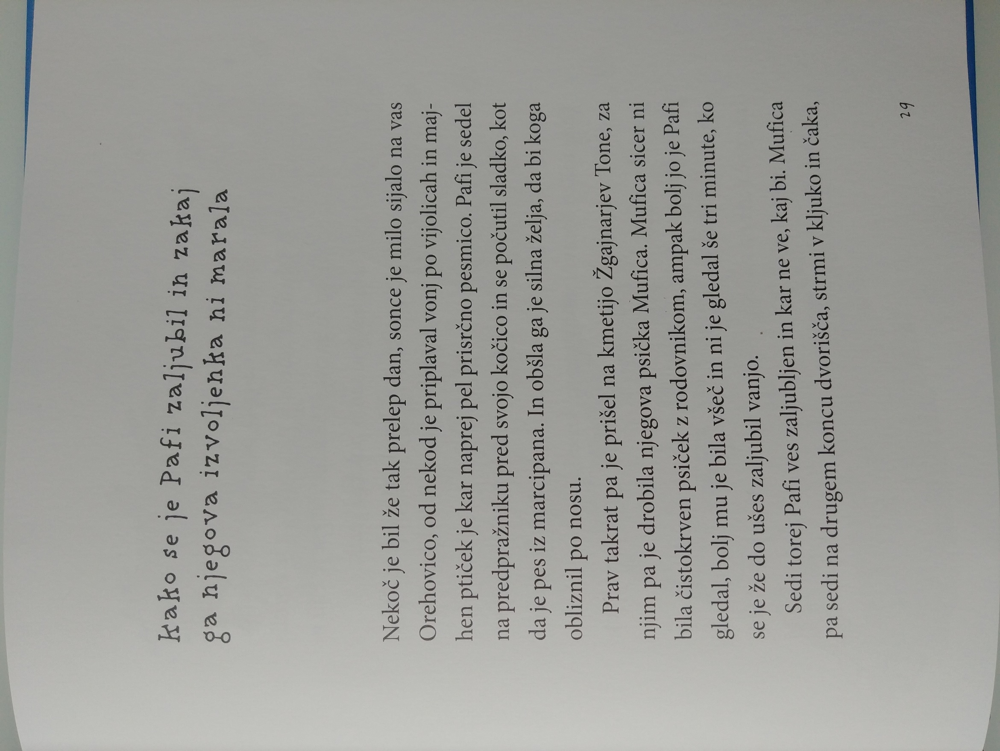 kako se je Pafi zaljubil in zakaj
ga njegova izvoljenka ni marala
Nekoč je bil že tak prelep dan, sonce je milo sijalo na vas
Orehovico, od nekod je priplaval vonj po vijolicah in maj-
hen ptiček je kar naprej pel prisrčno pesmico. Pafi je sedel
na predpražniku pred svojo kočico in se počutil sladko, kot
da je pes iz marcipana. In obšla ga je silna želja, da bi koga
obliznil po nosu.
Prav takrat pa je prišel na kmetijo Žgajnarjev Tone, za
njim pa je drobila njegova psička Mufica. Mufica sicer ni
bila čistokrven psiček z rodovnikom, ampak bolj jo je Pafi
gledal, bolj mu je bila všeč in ni je gledal še tri minute, ko
se je že do ušes zaljubil vanjo.
Sedi torej Pafi ves zaljubljen in kar ne ve, kaj bi. Mufica
pa sedi na drugem koncu dvorišča, strmi v kljuko in čaka,
29